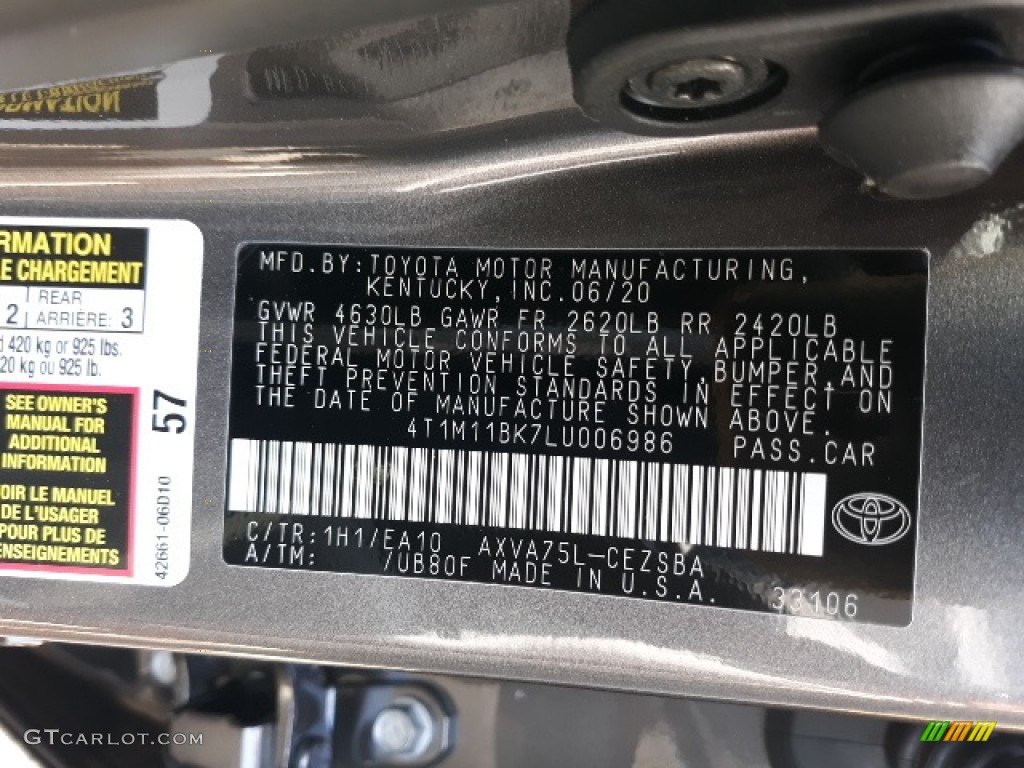 RMATION
E CHARGEMENT
2 REAR
ARRIÈRE: 3
420 kg or 925 lbs.
20 kg ou 925 lb.
SEE OWNER'S
MANUAL FOR
ADDITIONAL
INFORMATION
OIR LE MANUEL
DE L'USAGER
POUR PLUS DE
ENSEIGNEMENTS
57
42661-06D10
MFD.BY:TOYOTA MOTOR MANUFACTURING,
KENTUCKY,INC.06/20
GVWR 4630LB GAWR FR 2620LB RR 2420LB
THIS VEHICLE CONFORMS TO ALL APPLICABLE
FEDERAL MOTOR VEHICLE SAFETY,BUMPER,AND
THEFT PREVENTION STANDARDS IN EFFECT ON
THE DATE OF MANUFACTURE SHOWN ABOVE.
4T1M11BK7LU006986 PASS.CAR
C/TR:1H1/EA10 AXVA75L-CEZSBA
A/TM: 7UB80F MADE IN U.S.A.
33106
GTCARLOT.COM